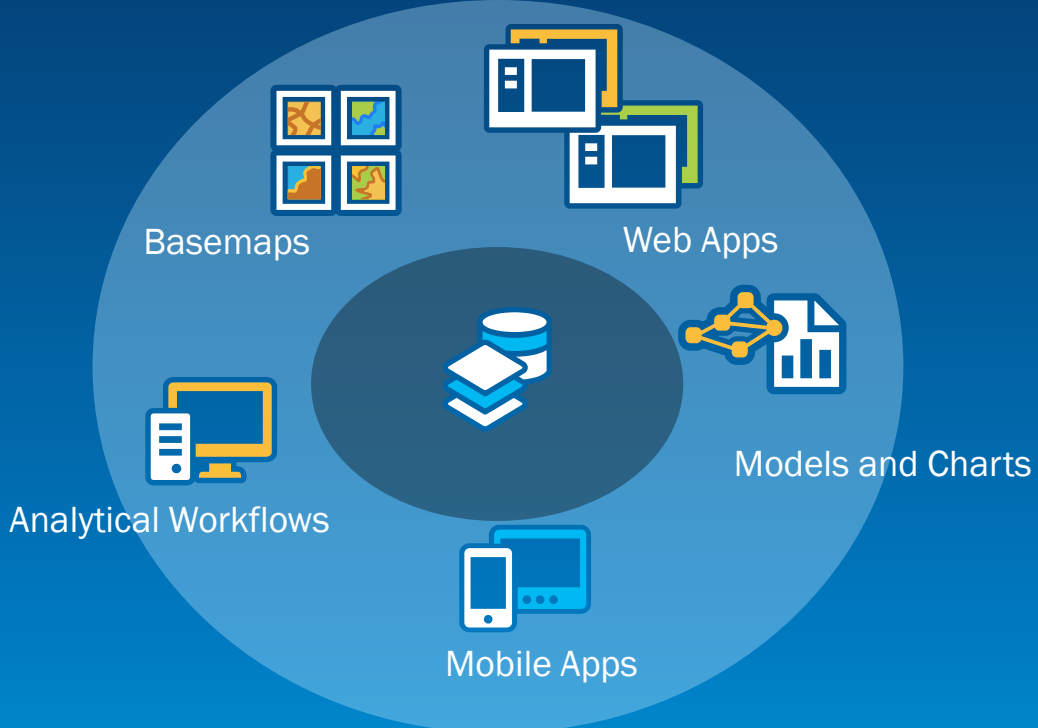 Basemaps
Web Apps
Models and Charts
Analytical Workflows
Mobile Apps